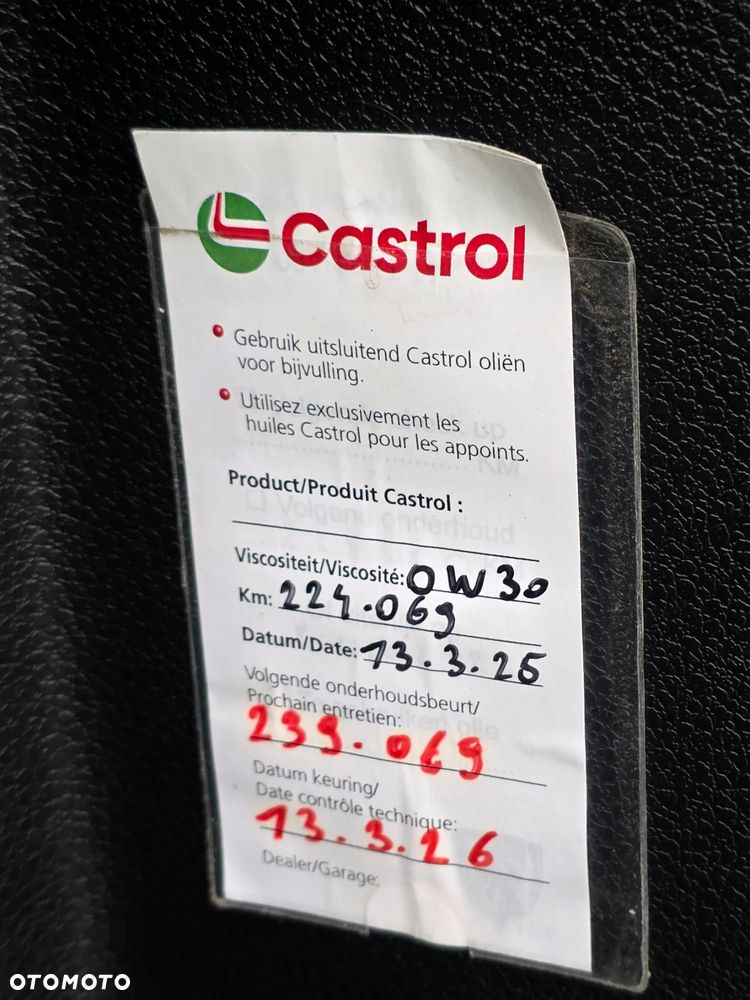 Castrol
Gebruik uitsluitend Castrol oliën
voor bijvulling.
Utilisez exclusivement les
huiles Castrol pour les appoints.
Product/Produit Castrol :
Viscositeit/Viscosité: 0W30
Km: 224.069
Datum/Date: 13.3.25
Volgende onderhoudsbeurt/
Prochain entretien:
239.069
Datum keuring/
Date contrôle technique:
13.3.26
Dealer/Garage:
OTOMOTO